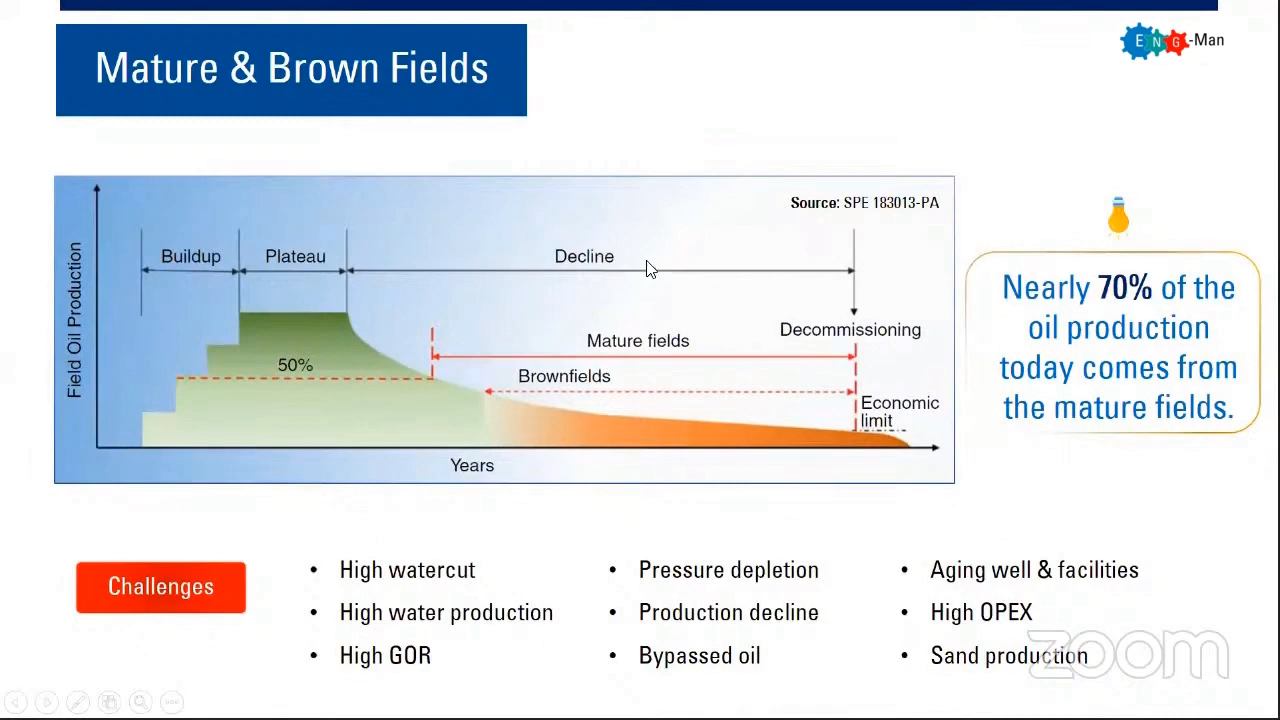 Mature & Brown Fields
ENG-Man
Source: SPE 183013-PA
Buildup
Plateau
Decline
Decommissioning
Mature fields
50%
Brownfields
Economic
limit
Field Oil Production
Years
Nearly 70% of the
oil production
today comes from
the mature fields.
Challenges
• High watercut
• High water production
• High GOR
• Pressure depletion
• Production decline
• Bypassed oil
• Aging well & facilities
• High OPEX
• Sand production
zoom